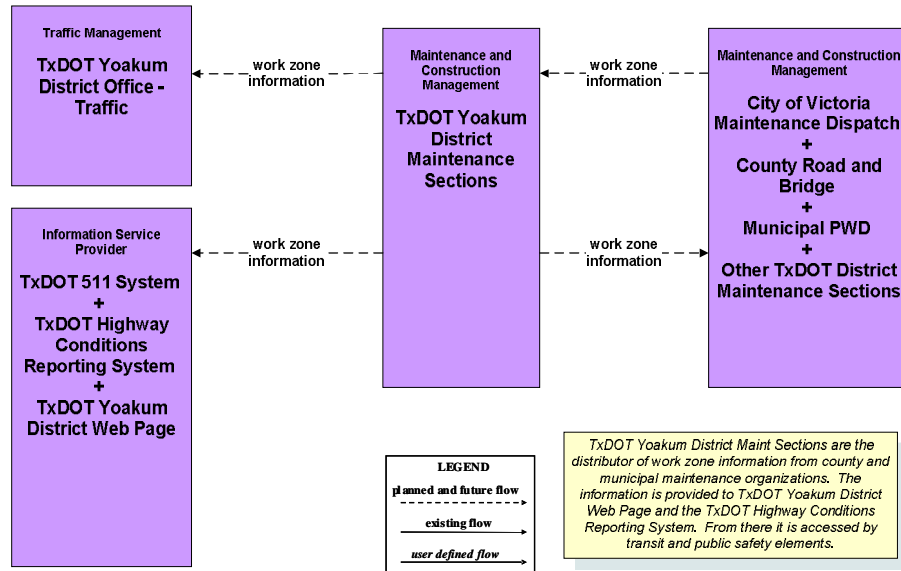 Traffic Management
TxDOT Yoakum
District Office -
Traffic
work zone
information
Maintenance and
Construction
Management
TxDOT Yoakum
District
Maintenance
Sections
work zone
information
Maintenance and Construction
Management
City of Victoria
Maintenance Dispatch
+
County Road and
Bridge
+
Municipal PWD
+
Other TxDOT District
Maintenance Sections
Information Service
Provider
TxDOT 511 System
+
TxDOT Highway
Conditions
Reporting System
+
TxDOT Yoakum
District Web Page
work zone
information
work zone
information
LEGEND
planned and future flow
existing flow
user defined flow
TxDOT Yoakum District Maint Sections are the
distributor of work zone information from county and
municipal maintenance organizations. The
information is provided to TxDOT Yoakum District
Web Page and the TxDOT Highway Conditions
Reporting System. From there it is accessed by
transit and public safety elements.